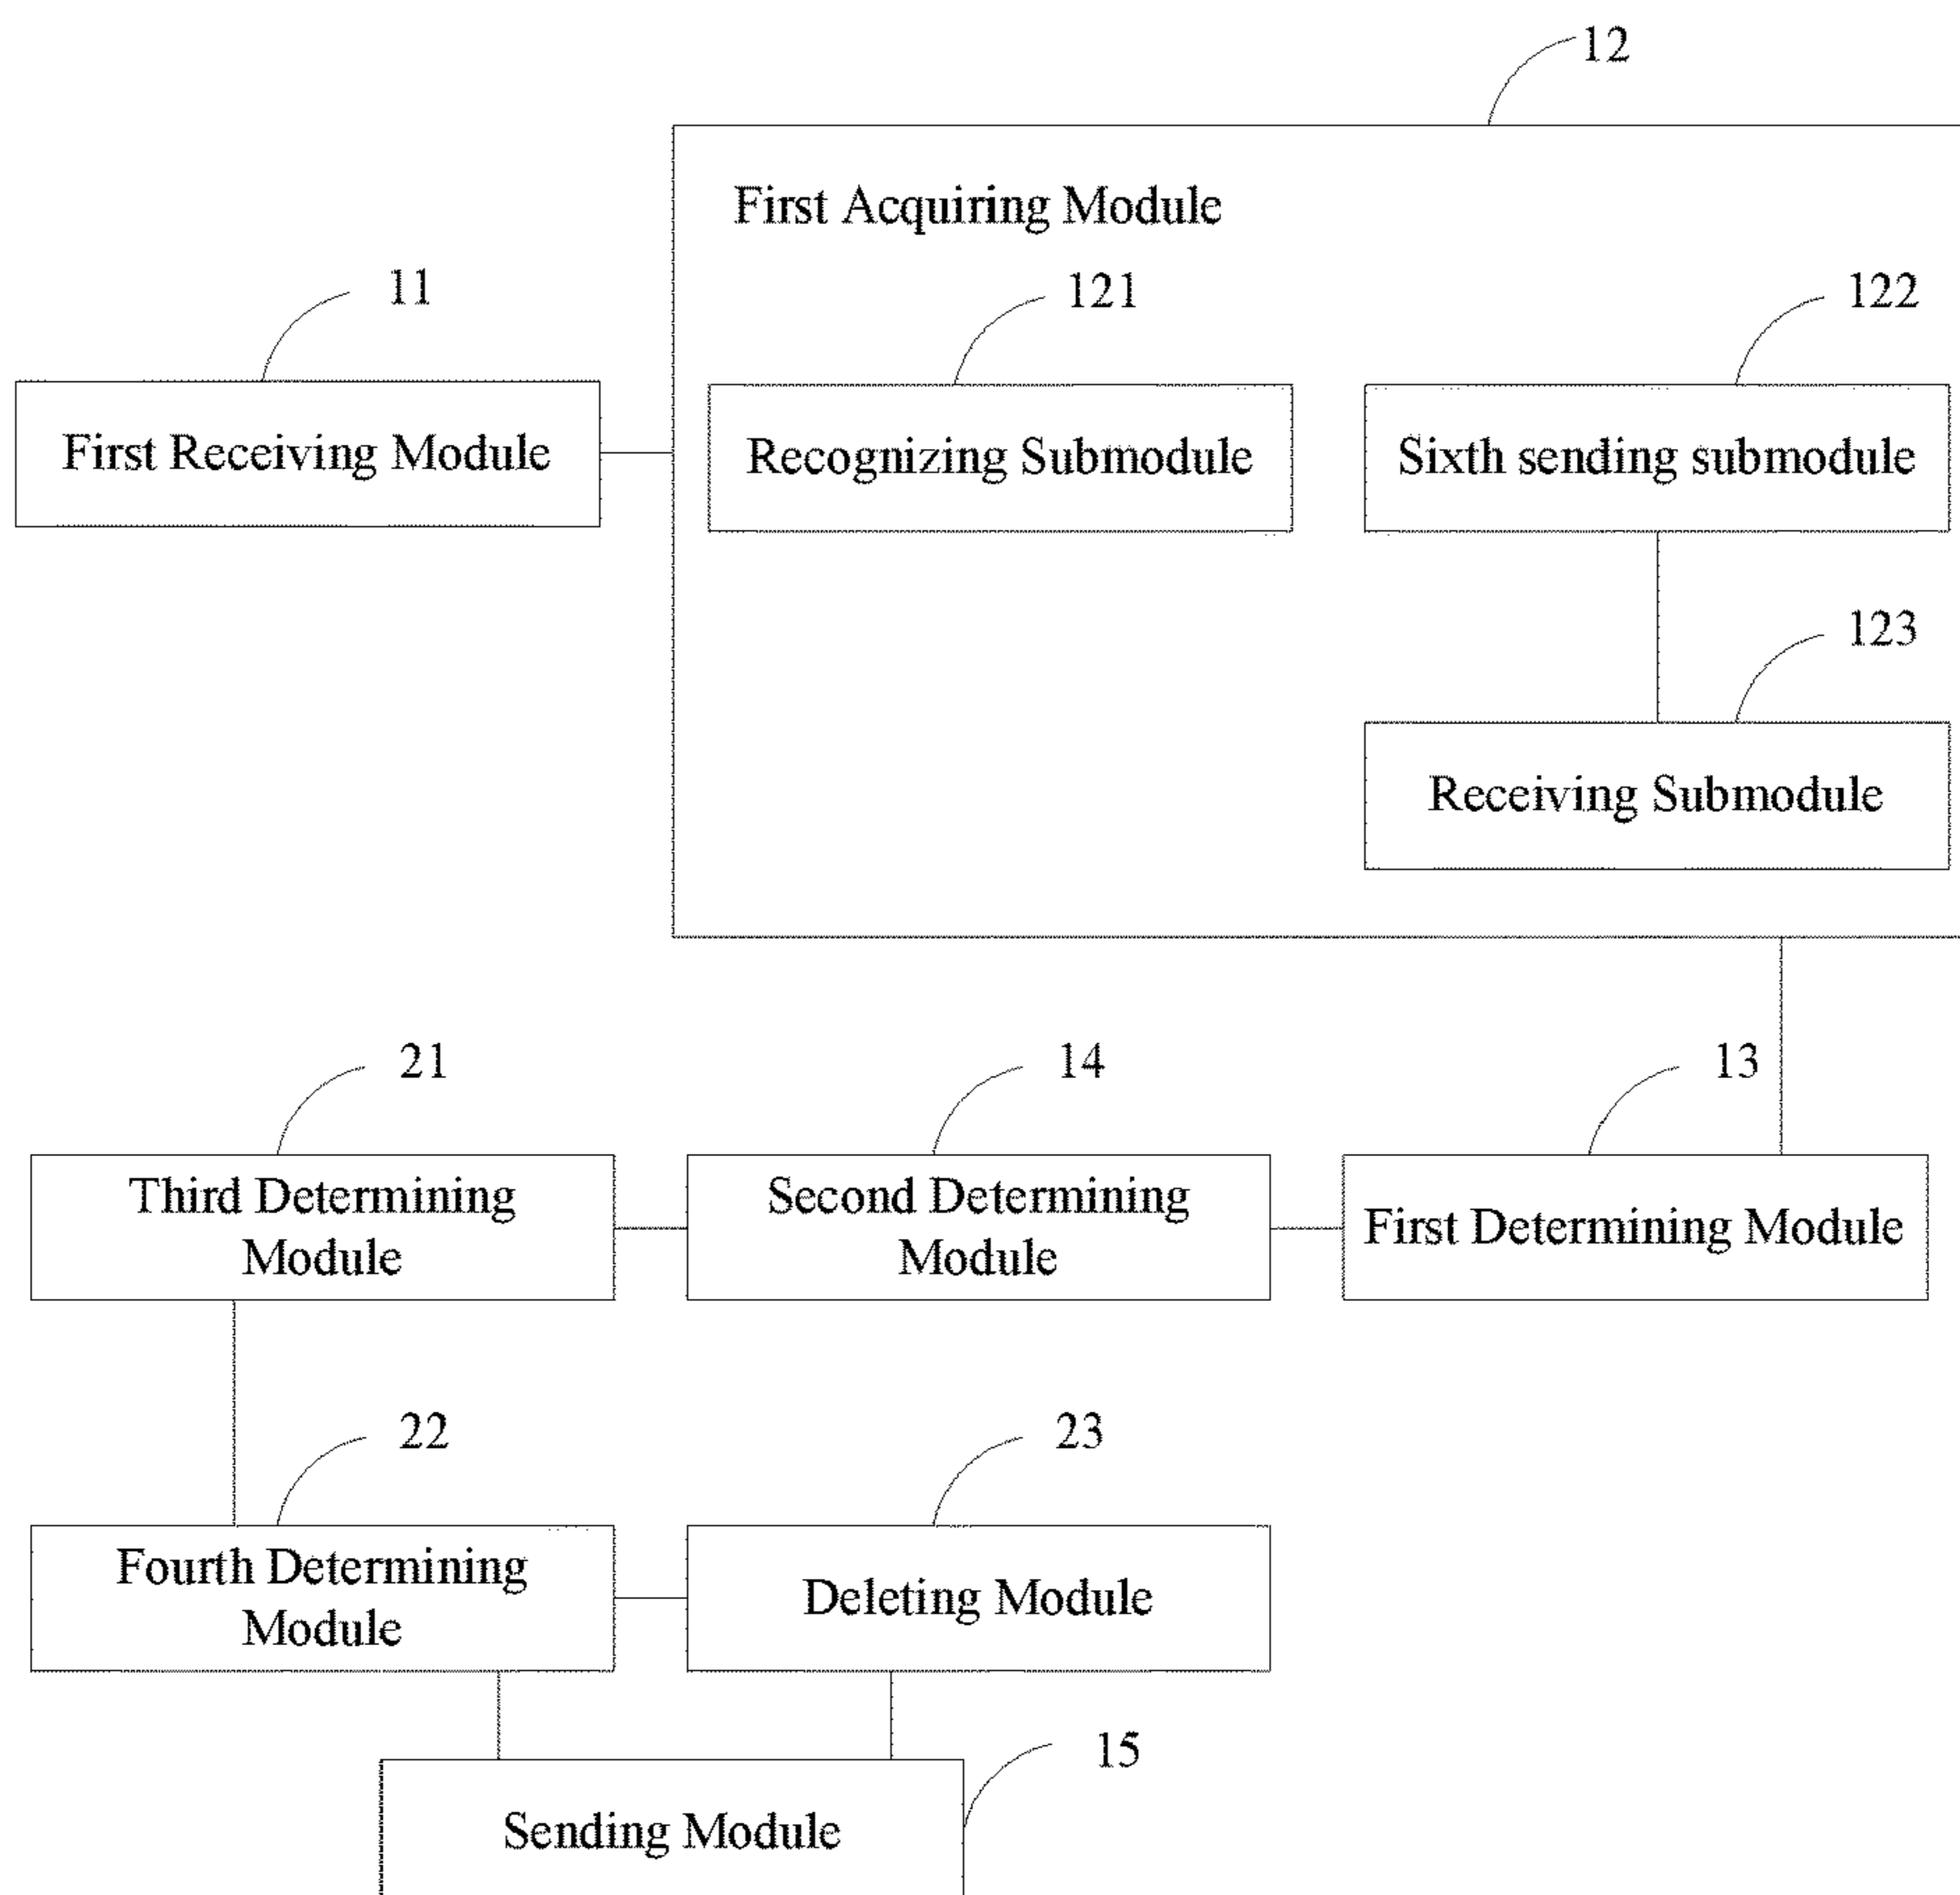 12
First Acquiring Module
11
121
122
First Receiving Module
Recognizing Submodule
Sixth sending submodule
123
Receiving Submodule
21
14
13
Third Determining
Module
Second Determining
Module
First Determining Module
22
23
Fourth Determining
Module
Deleting Module
15
Sending Module